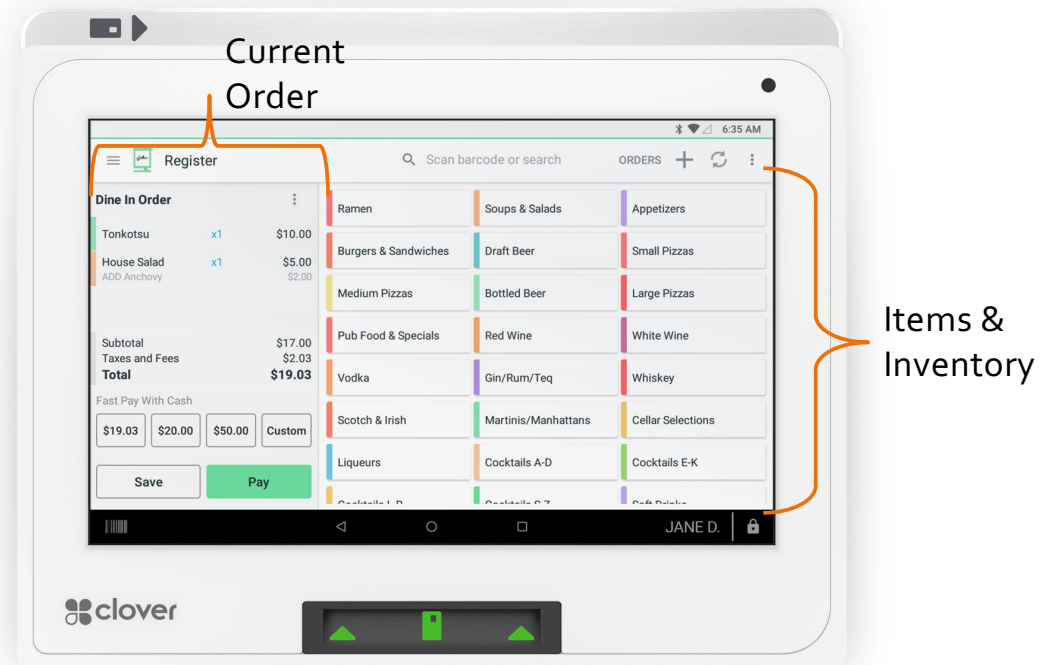 Current
Order
6:35 AM
Register
Scan barcode or search
ORDERS
Dine In Order
Tonkotsu x1 $10.00
House Salad x1 $5.00
ADD Anchovy $2.00
Subtotal $17.00
Taxes and Fees $2.03
Total $19.03
Fast Pay With Cash
$19.03 $20.00 $50.00 Custom
Save Pay
Ramen Soups & Salads Appetizers
Burgers & Sandwiches Draft Beer Small Pizzas
Medium Pizzas Bottled Beer Large Pizzas
Pub Food & Specials Red Wine White Wine
Vodka Gin/Rum/Teq Whiskey
Scotch & Irish Martinis/Manhattans Cellar Selections
Liqueurs Cocktails A-D Cocktails E-K
JANE D.
Items &
Inventory
clover